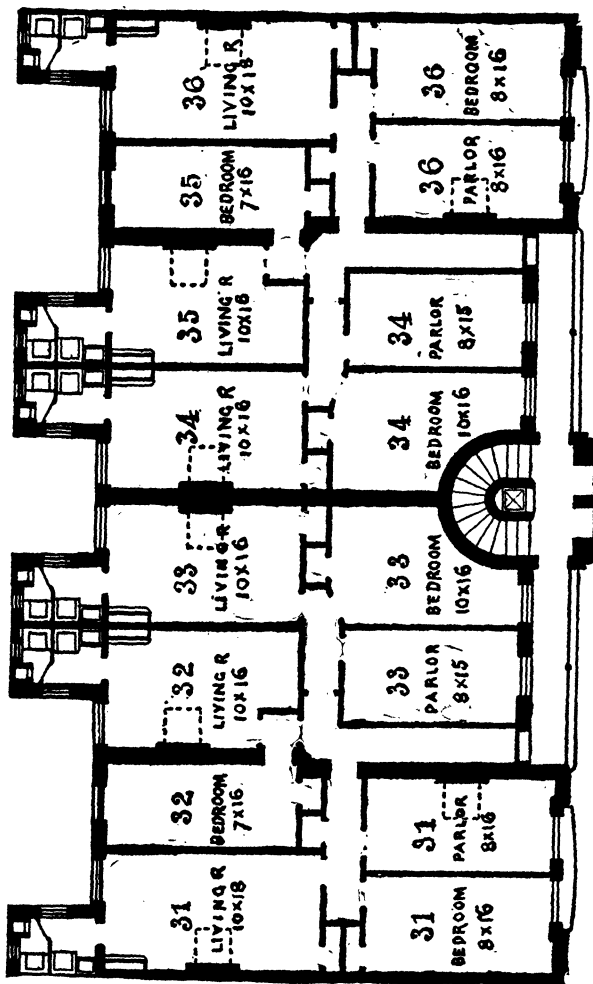 31
LIVING R
10X18
32
BEDROOM
7X16
32
LIVING R
10X16
33
LIVING R
10X16
34
LIVING R
10X16
35
LIVING R
10X16
35
BEDROOM
7X16
36
LIVING R
10X18
31
BEDROOM
8X16
31
PARLOR
8X16
33
PARLOR
8X15
33
BEDROOM
10X16
34
BEDROOM
10X16
34
PARLOR
8X15
36
PARLOR
8X16
36
BEDROOM
8X16